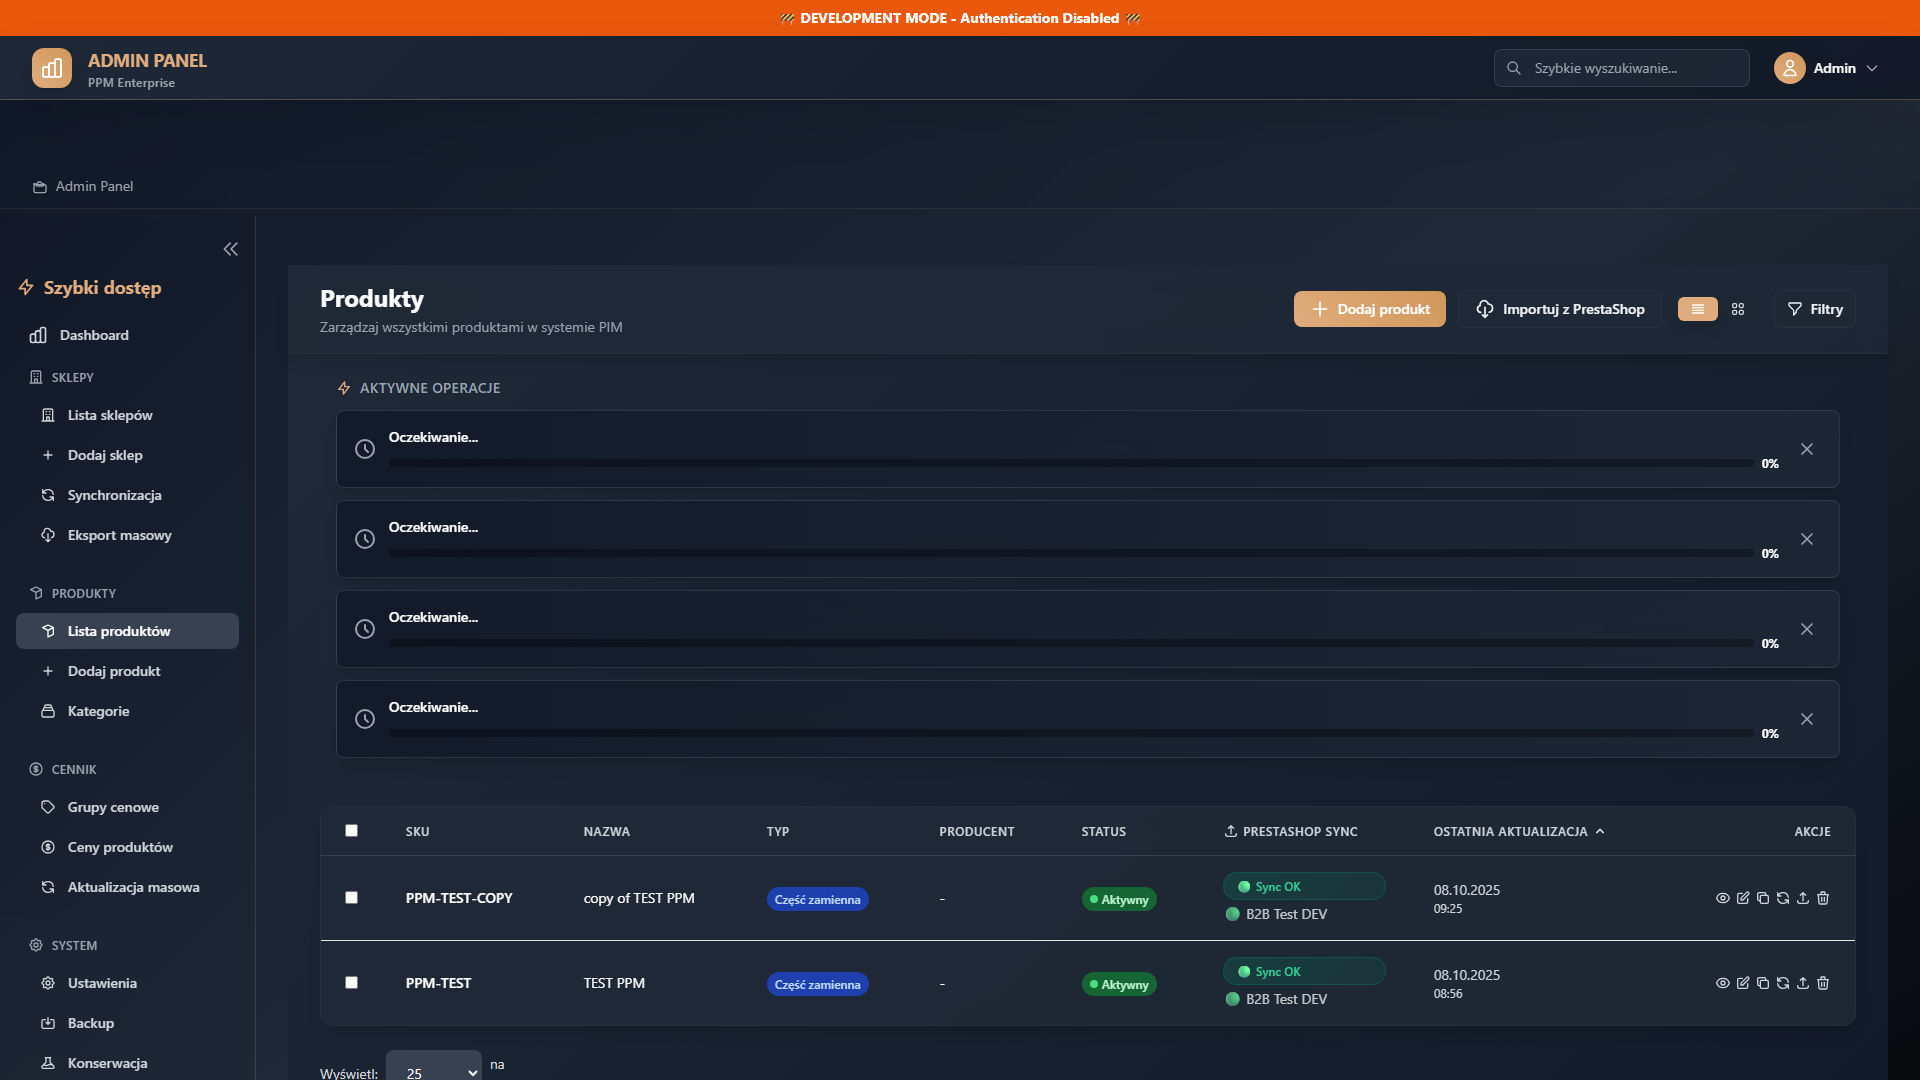 🚧 DEVELOPMENT MODE - Authentication Disabled 🚧
ADMIN PANEL
PPM Enterprise
Szybkie wyszukiwanie...
Admin
Admin Panel
Szybki dostęp
Dashboard
SKLEPY
Lista sklepów
Dodaj sklep
Synchronizacja
Eksport masowy
PRODUKTY
Lista produktów
Dodaj produkt
Kategorie
CENNIK
Grupy cenowe
Ceny produktów
Aktualizacja masowa
SYSTEM
Ustawienia
Backup
Konserwacja
Produkty
Zarządzaj wszystkimi produktami w systemie PIM
Dodaj produkt
Importuj z PrestaShop
Filtry
AKTYWNE OPERACJE
Oczekiwanie...
0%
Oczekiwanie...
0%
Oczekiwanie...
0%
Oczekiwanie...
0%
SKU NAZWA TYP PRODUCENT STATUS PRESTASHOP SYNC OSTATNIA AKTUALIZACJA AKCJE
PPM-TEST-COPY copy of TEST PPM Część zamienna - Aktywny Sync OK B2B Test DEV 08.10.2025 09:25
PPM-TEST TEST PPM Część zamienna - Aktywny Sync OK B2B Test DEV 08.10.2025 08:56
Wyświetl: 25 na